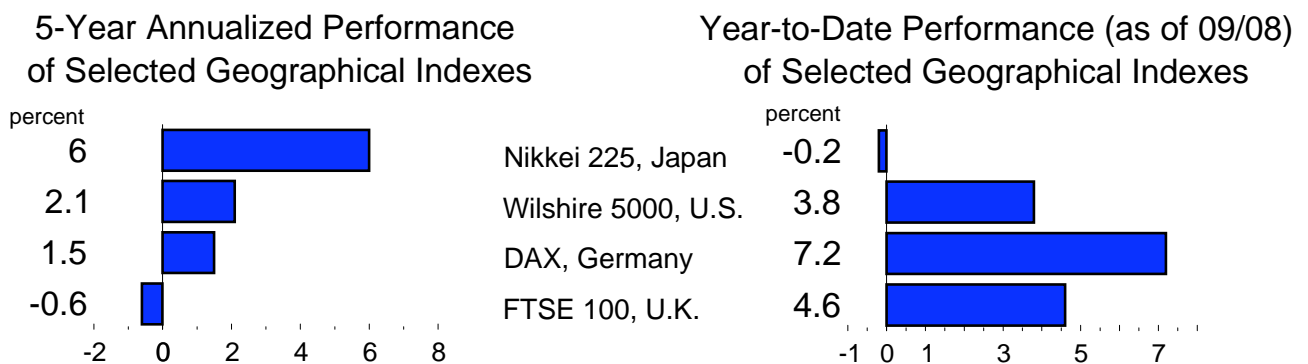 5-Year Annualized Performance
of Selected Geographical Indexes
percent
6
2.1
1.5
-0.6
-2 0 2 4 6 8
Nikkei 225, Japan
Wilshire 5000, U.S.
DAX, Germany
FTSE 100, U.K.
Year-to-Date Performance (as of 09/08)
of Selected Geographical Indexes
percent
-0.2
3.8
7.2
4.6
-1 0 1 3 5 7